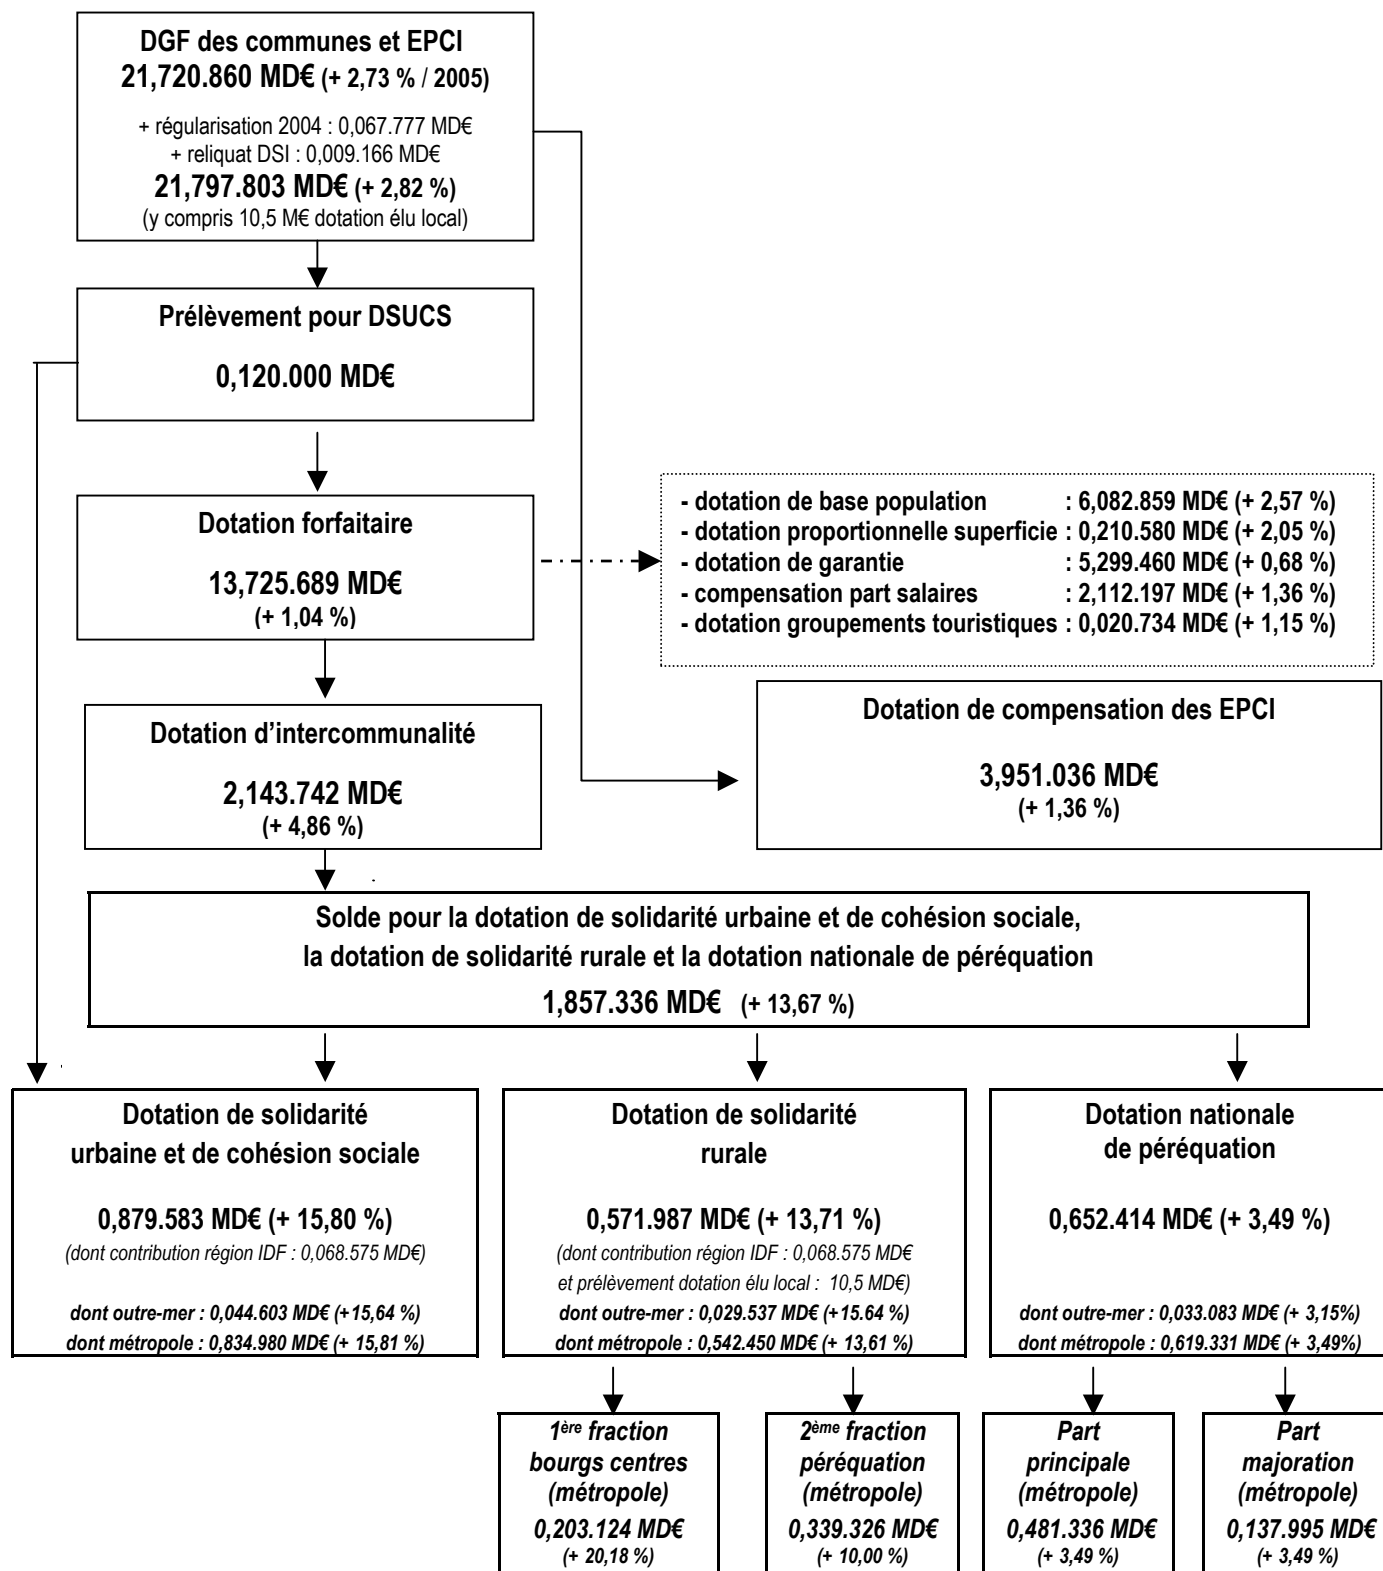 DGF des communes et EPCI
21,720.860 MD€ (+ 2,73 % / 2005)
+ régularisation 2004 : 0,067.777 MD€
+ reliquat DSI : 0,009.166 MD€
21,797.803 MD€ (+ 2,82 %)
(y compris 10,5 M€ dotation élu local)
Prélèvement pour DSUCS
0,120.000 MD€
Dotation forfaitaire
13,725.689 MD€
(+ 1,04 %)
- dotation de base population : 6,082.859 MD€ (+ 2,57 %)
- dotation proportionnelle superficie : 0,210.580 MD€ (+ 2,05 %)
- dotation de garantie : 5,299.460 MD€ (+ 0,68 %)
- compensation part salaires : 2,112.197 MD€ (+ 1,36 %)
- dotation groupements touristiques : 0,020.734 MD€ (+ 1,15 %)
Dotation d’intercommunalité
2,143.742 MD€
(+ 4,86 %)
Dotation de compensation des EPCI
3,951.036 MD€
(+ 1,36 %)
Solde pour la dotation de solidarité urbaine et de cohésion sociale,
la dotation de solidarité rurale et la dotation nationale de péréquation
1,857.336 MD€ (+ 13,67 %)
Dotation de solidarité
urbaine et de cohésion sociale
0,879.583 MD€ (+ 15,80 %)
(dont contribution région IDF : 0,068.575 MD€)
dont outre-mer : 0,044.603 MD€ (+15,64 %)
dont métropole : 0,834.980 MD€ (+ 15,81 %)
Dotation de solidarité
rurale
0,571.987 MD€ (+ 13,71 %)
(dont contribution région IDF : 0,068.575 MD€
et prélèvement dotation élu local : 10,5 MD€)
dont outre-mer : 0,029.537 MD€ (+15.64 %)
dont métropole : 0,542.450 MD€ (+ 13,61 %)
Dotation nationale
de péréquation
0,652.414 MD€ (+ 3,49 %)
dont outre-mer : 0,033.083 MD€ (+ 3,15%)
dont métropole : 0,619.331 MD€ (+ 3,49%)
1ère fraction
bourgs centres
(métropole)
0,203.124 MD€
(+ 20,18 %)
2ème fraction
péréquation
(métropole)
0,339.326 MD€
(+ 10,00 %)
Part
principale
(métropole)
0,481.336 MD€
(+ 3,49 %)
Part
majoration
(métropole)
0,137.995 MD€
(+ 3,49 %)